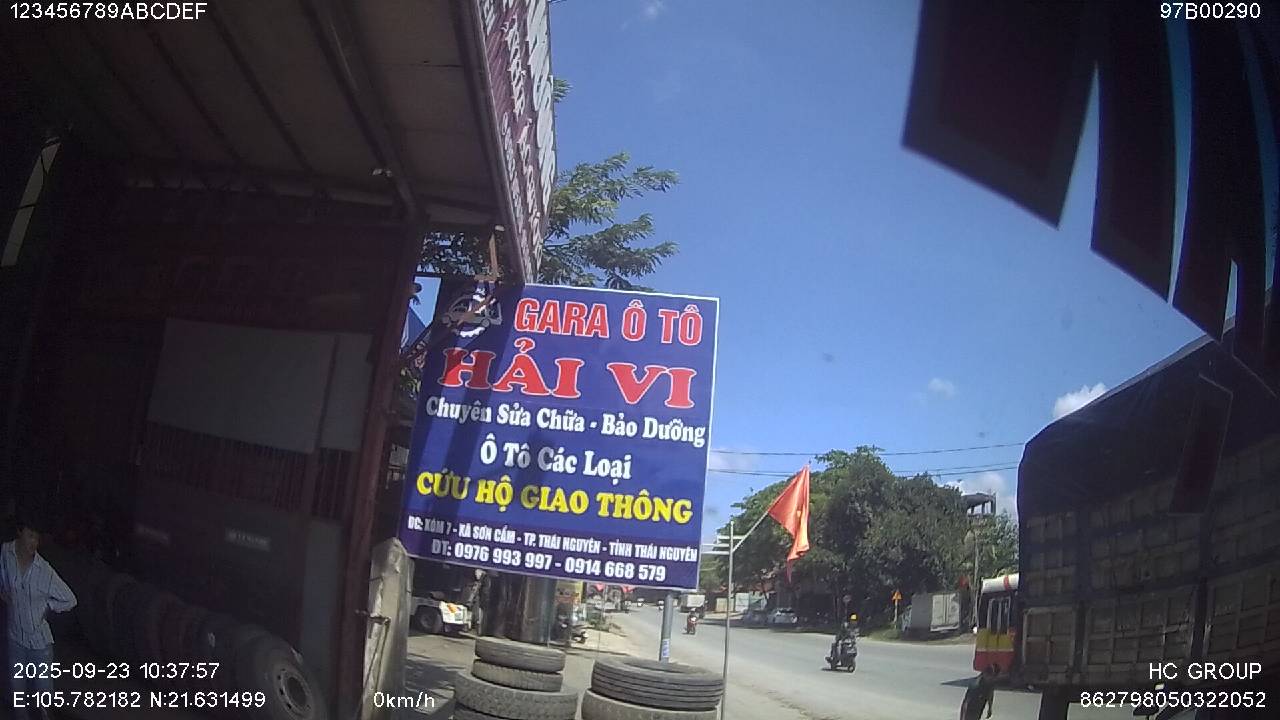 123456789ABCDEF
97B00290
GARA Ô TÔ
HẢI VI
Chuyên Sửa Chữa - Bảo Dưỡng
Ô Tô Các Loại
CỨU HỘ GIAO THÔNG
ĐC: XÓM 7 - XÃ SƠN CẨM - TP. THÁI NGUYÊN - TỈNH THÁI NGUYÊN
ĐT: 0976 993 997 - 0914 668 579
2025-09-23 10:37:57
HC GROUP
E:105.782182 N:21.631499
0km/h
862798050322052